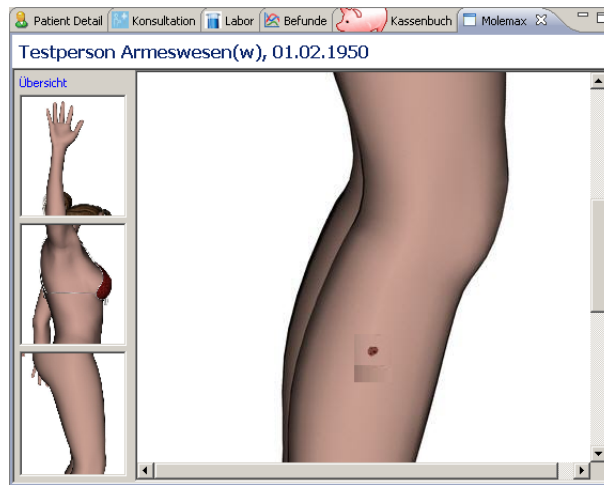 Patient Detail Konsultation Labor Befunde Kassenbuch Molemax
Testperson Armeswesen(w), 01.02.1950
Übersicht